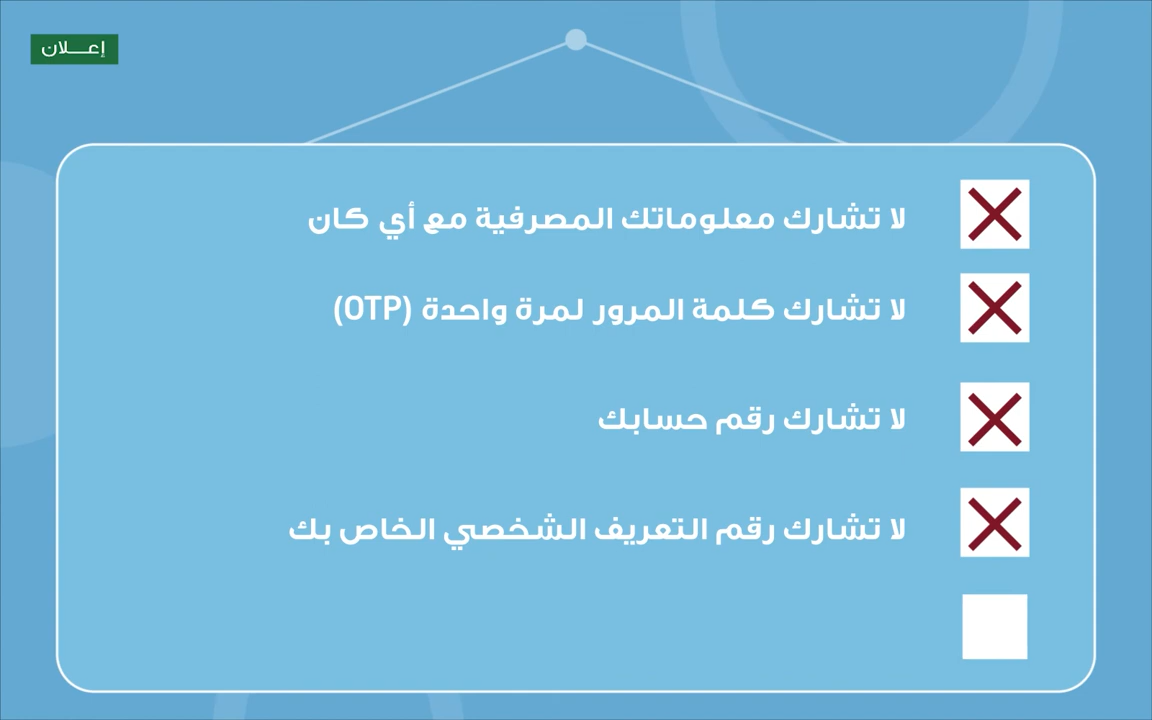 إعـــلان
لا تشارك معلوماتك المصرفية مع أي كان
لا تشارك كلمة المرور لمرة واحدة (OTP)
لا تشارك رقم حسابك
لا تشارك رقم التعريف الشخصي الخاص بك